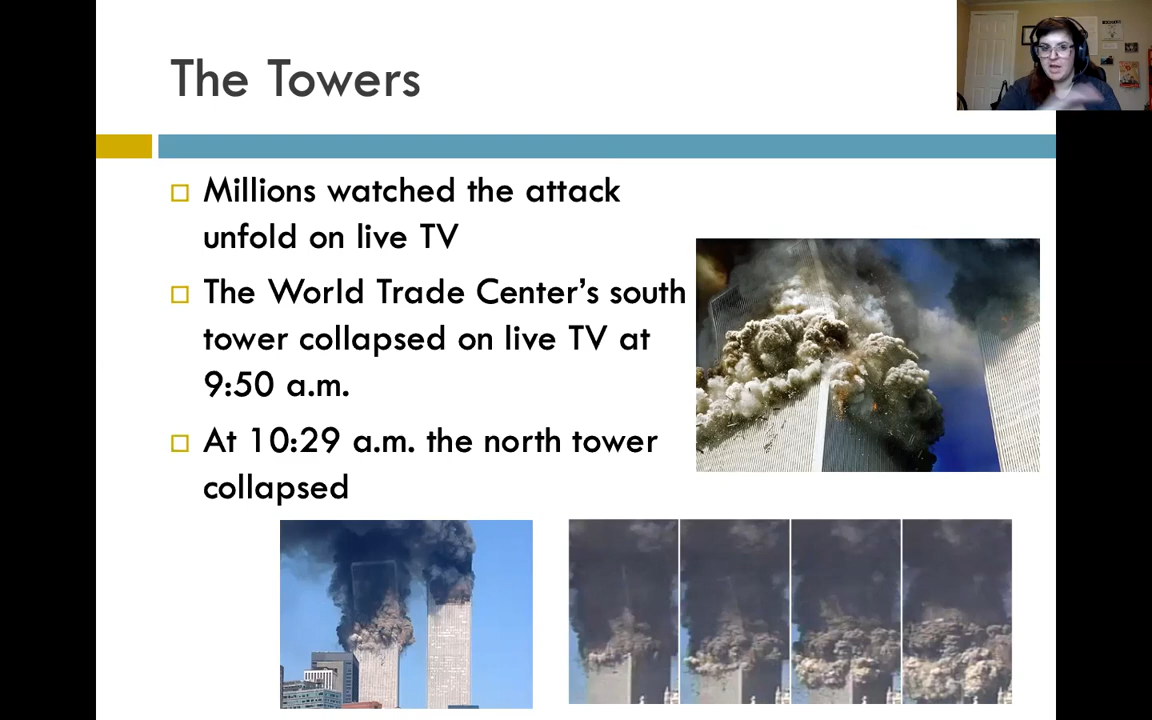 The Towers
Millions watched the attack
unfold on live TV
The World Trade Center’s south
tower collapsed on live TV at
9:50 a.m.
At 10:29 a.m. the north tower
collapsed